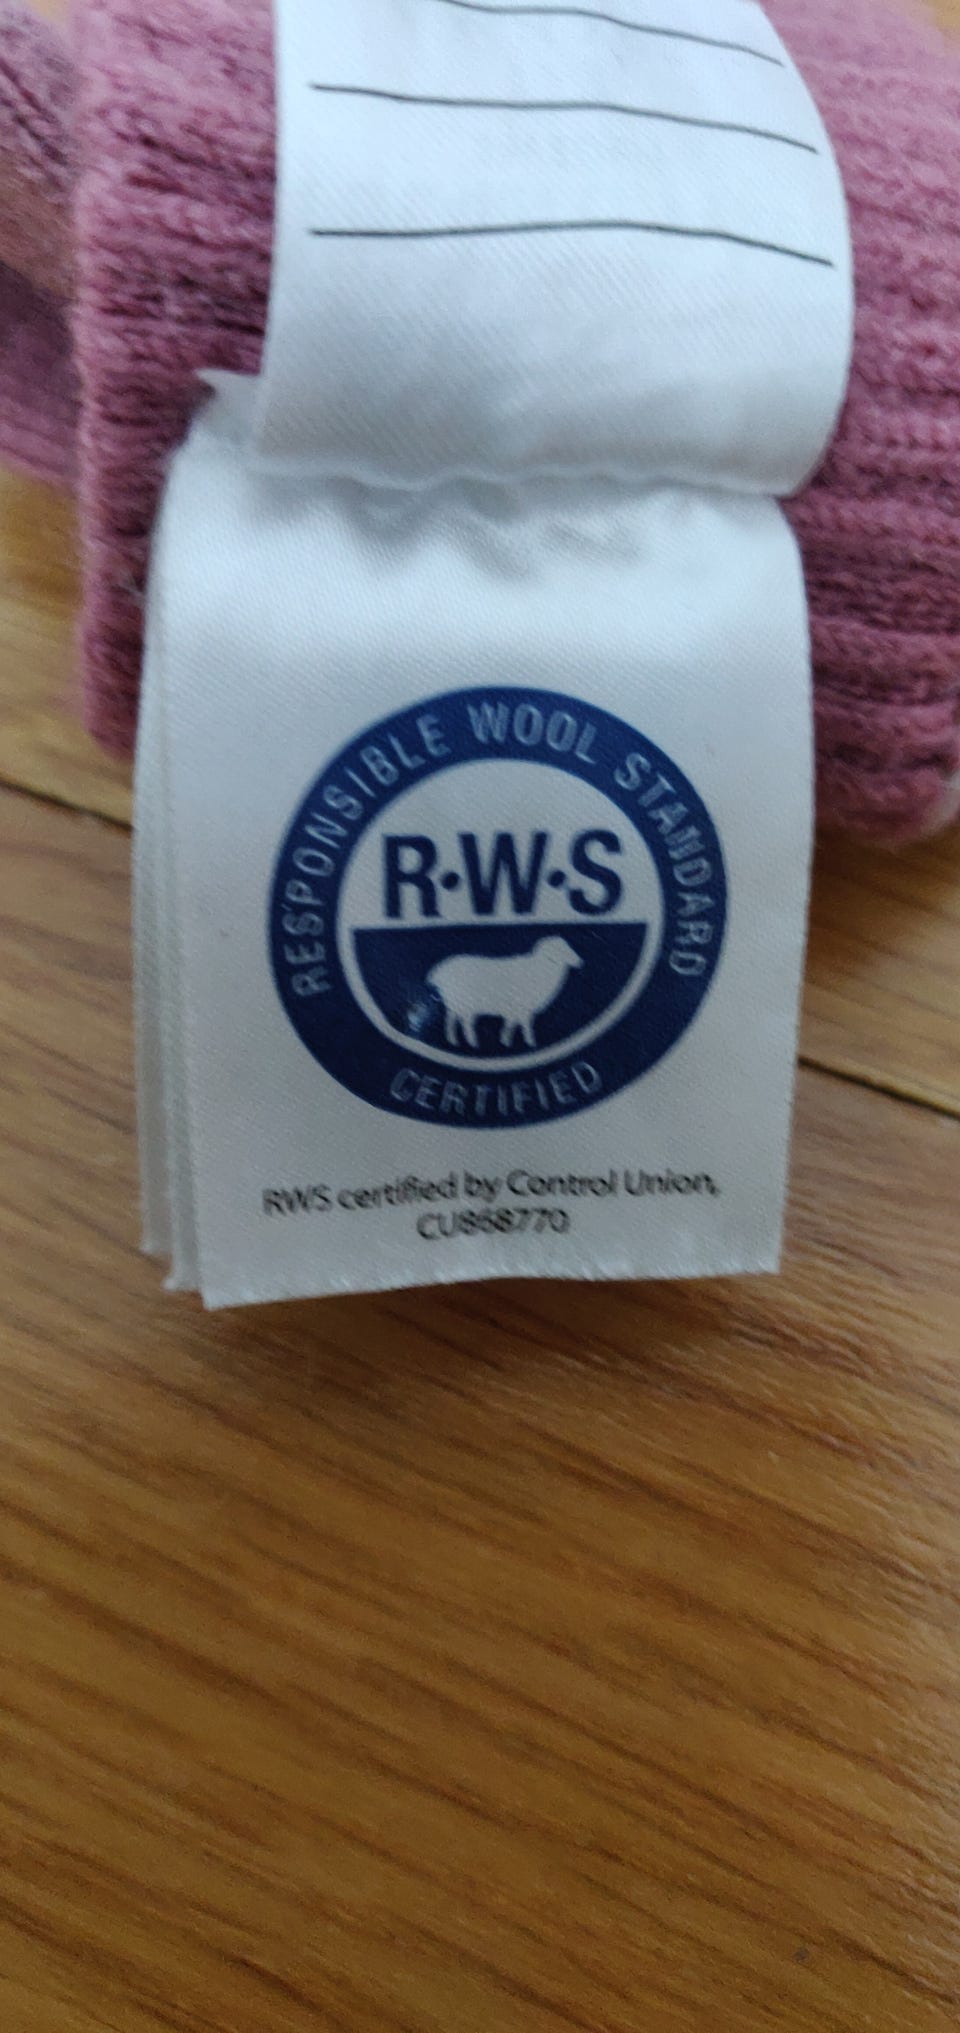 RESPONSIBLE WOOL STANDARD
R·W·S
CERTIFIED
RWS certified by Control Union,
CU868770